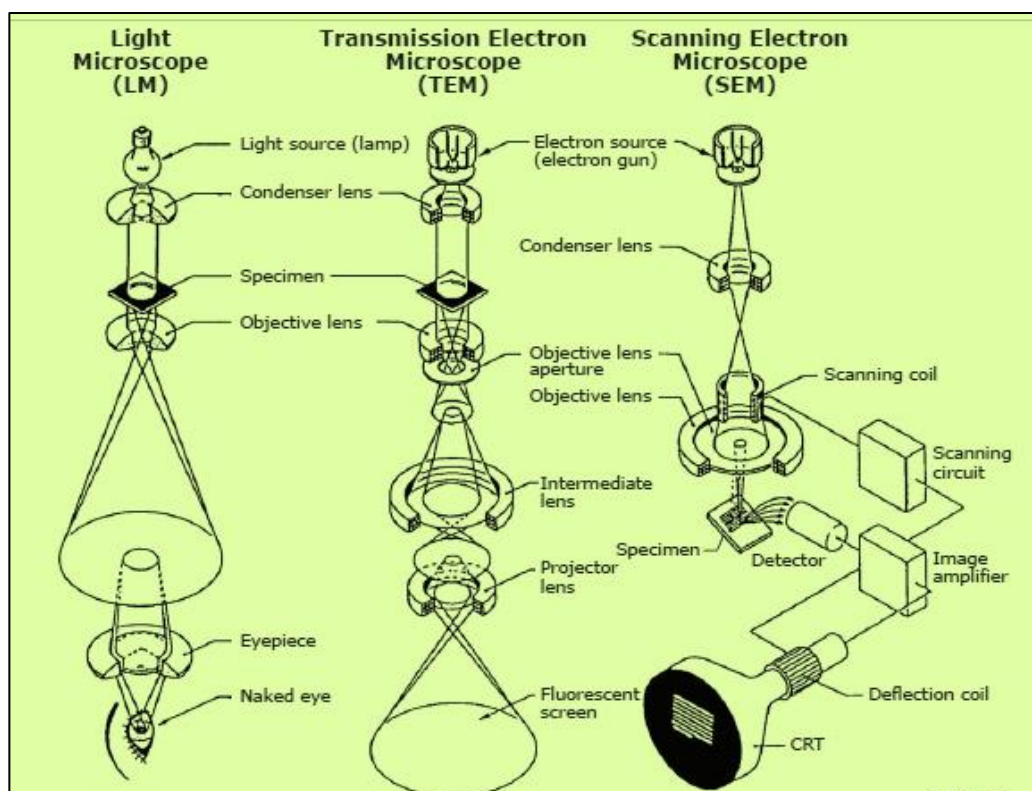 Light
Microscope
(LM)
Transmission Electron
Microscope
(TEM)
Scanning Electron
Microscope
(SEM)
Light source (lamp)
Electron source
(electron gun)
Condenser lens
Condenser lens
Specimen
Objective lens
Objective lens
aperture
Objective lens
Scanning coil
Scanning
circuit
Intermediate
lens
Specimen
Detector
Image
amplifier
Projector
lens
Eyepiece
Naked eye
Fluorescent
screen
Deflection coil
CRT